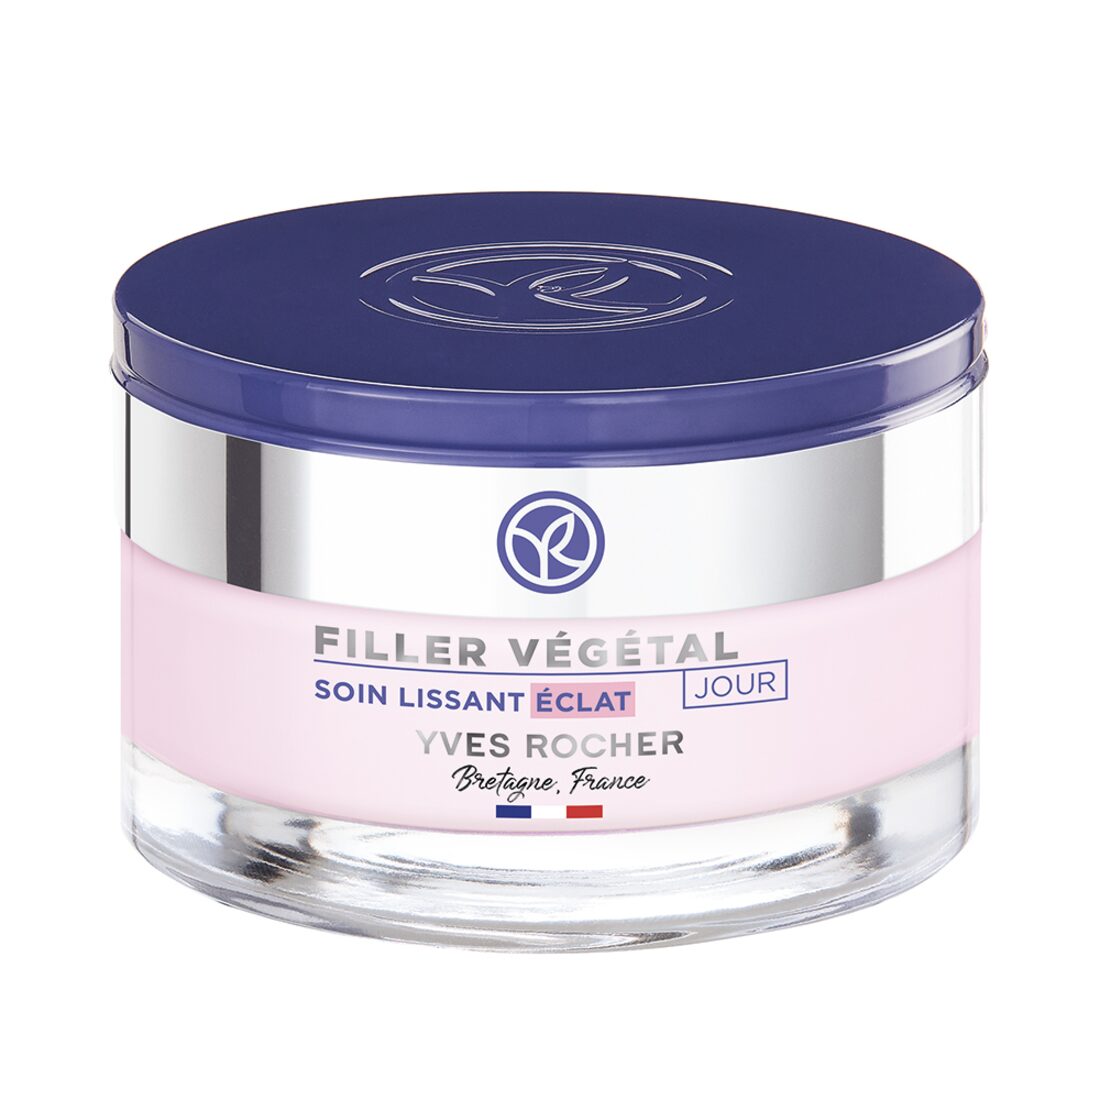 FILLER VÉGÉTAL
SOIN LISSANT ÉCLAT JOUR
YVES ROCHER
Bretagne, France